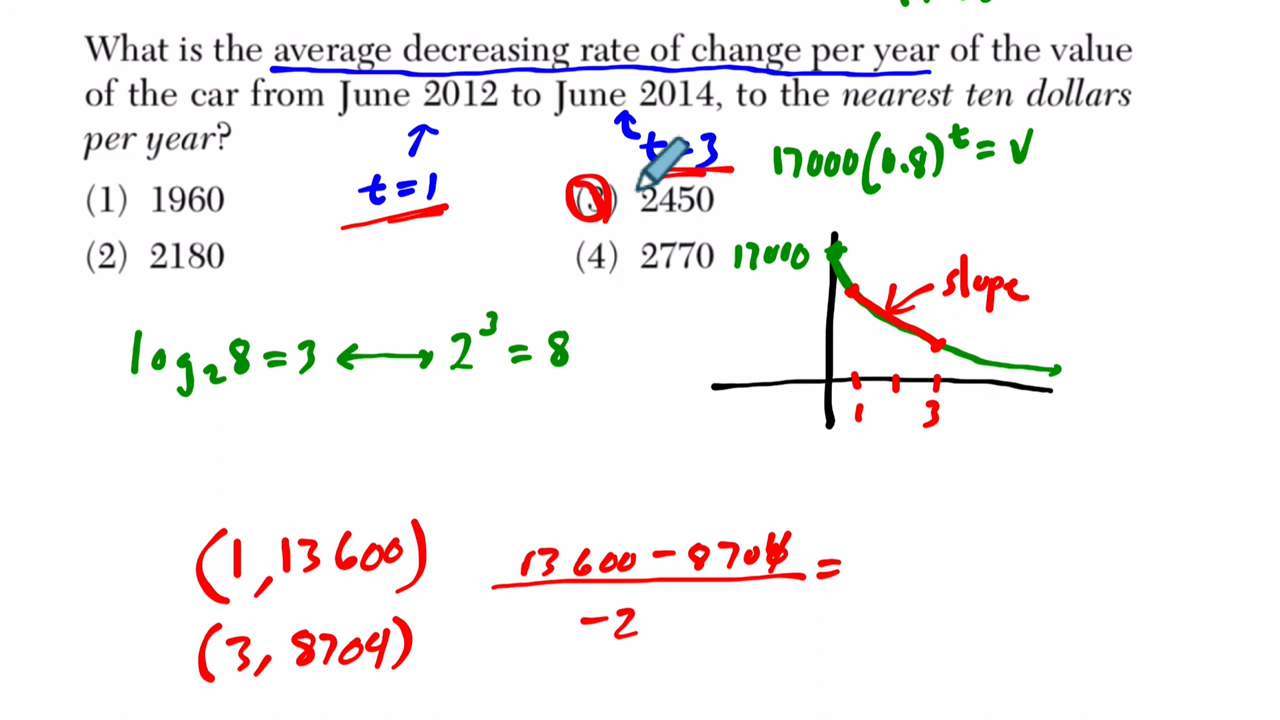 What is the average decreasing rate of change per year of the value
of the car from June 2012 to June 2014, to the nearest ten dollars
per year?
t = 3
17000(0.8)^t = V
t = 1
(1) 1960
(3) 2450
(2) 2180
(4) 2770
17000
slope
log₂8 = 3 ⟷ 2³ = 8
1 3
(1, 13600)
13600 - 8704 =
-2
(3, 8704)